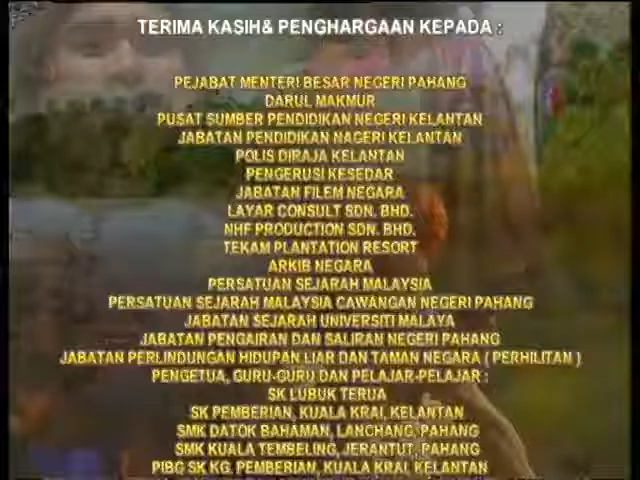 TERIMA KASIH& PENGHARGAAN KEPADA :
PEJABAT MENTERI BESAR NEGERI PAHANG
DARUL MAKMUR
PUSAT SUMBER PENDIDIKAN NEGERI KELANTAN
JABATAN PENDIDIKAN NAGERI KELANTAN
POLIS DIRAJA KELANTAN
PENGERUSI KESEDAR
JABATAN FILEM NEGARA
LAYAR CONSULT SDN. BHD.
NHF PRODUCTION SDN. BHD.
TEKAM PLANTATION RESORT
ARKIB NEGARA
PERSATUAN SEJARAH MALAYSIA
PERSATUAN SEJARAH MALAYSIA CAWANGAN NEGERI PAHANG
JABATAN SEJARAH UNIVERSITI MALAYA
JABATAN PENGAIRAN DAN SALIRAN NEGERI PAHANG
JABATAN PERLINDUNGAN HIDUPAN LIAR DAN TAMAN NEGARA ( PERHILITAN )
PENGETUA, GURU-GURU DAN PELAJAR-PELAJAR :
SK LUBUK TERUA
SK PEMBERIAN, KUALA KRAI, KELANTAN
SMK DATOK BAHAMAN, LANCHANG, PAHANG
SMK KUALA TEMBELING, JERANTUT, PAHANG
PIBG SK KG. PEMBERIAN, KUALA KRAI, KELANTAN